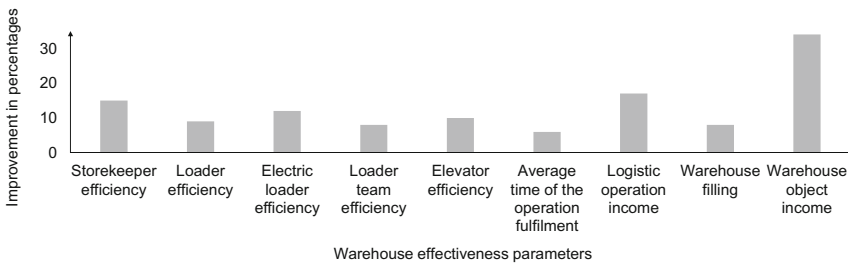 Improvement in percentages
30
20
10
0
Storekeeper
efficiency
Loader
efficiency
Electric
loader
efficiency
Loader
team
efficiency
Elevator
efficiency
Average
time of the
operation
fulfilment
Logistic
operation
income
Warehouse
filling
Warehouse
object
income
Warehouse effectiveness parameters